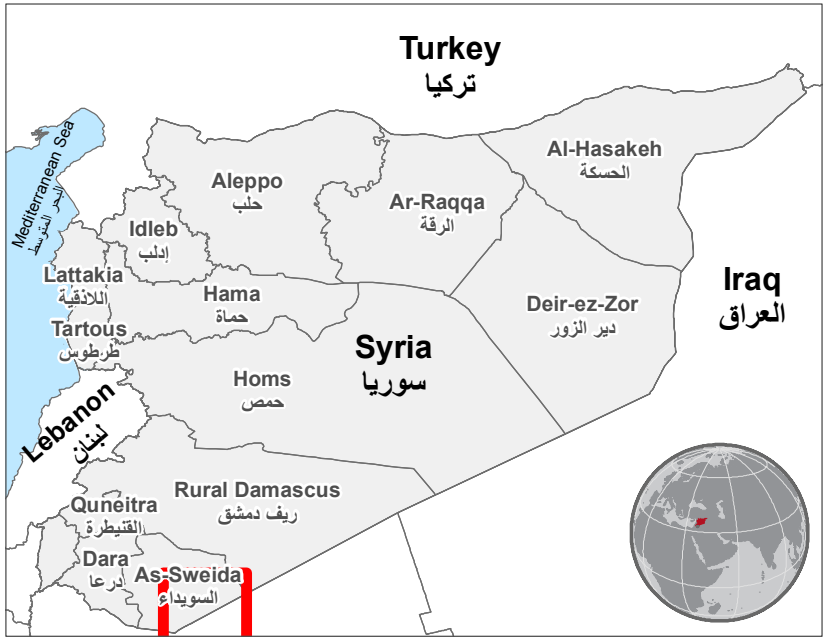 Turkey
تركيا
Mediterranean Sea
البحر المتوسط
Al-Hasakeh
الحسكة
Aleppo
حلب
Ar-Raqqa
الرقة
Idleb
إدلب
Lattakia
اللاذقية
Hama
حماة
Iraq
العراق
Deir-ez-Zor
دير الزور
Tartous
طرطوس
Syria
سوريا
Homs
حمص
Lebanon
لبنان
Rural Damascus
ريف دمشق
Quneitra
القنيطرة
Dara
درعا
As-Sweida
السويداء